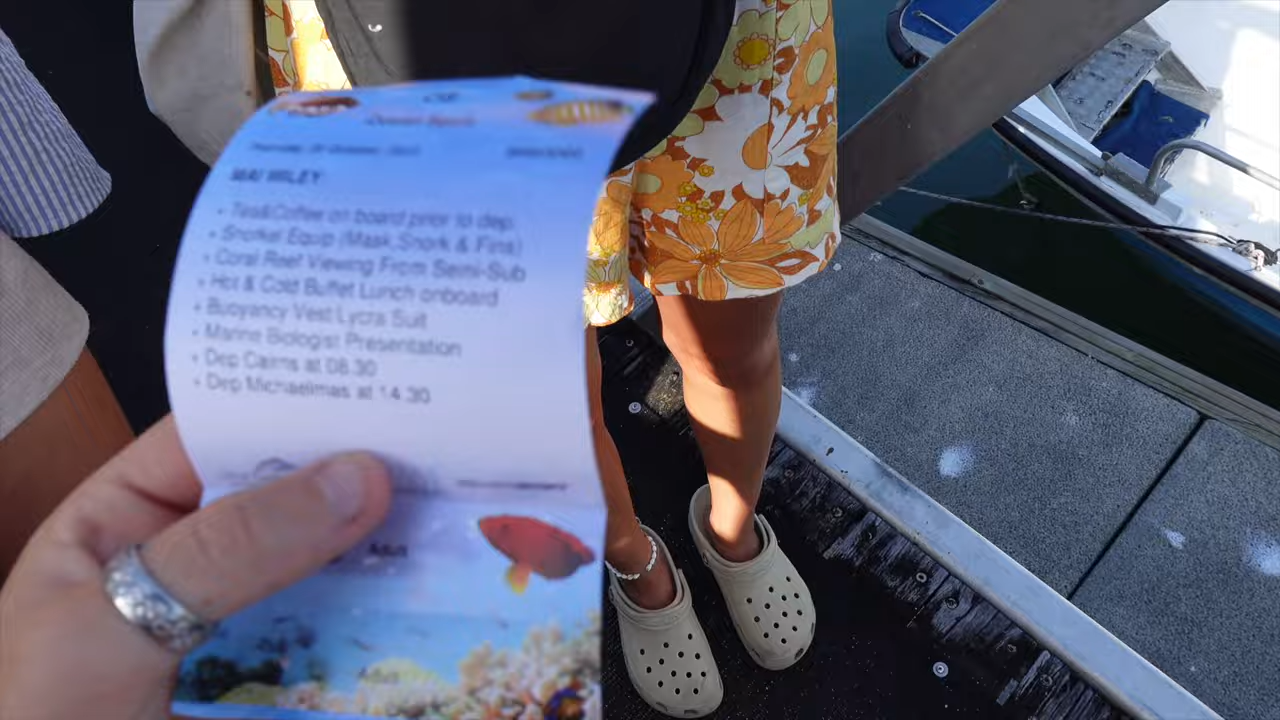 • Tea&Coffee on board prior to dep.
• Snorkel Equip (Mask,Snork & Fins)
• Coral Reef Viewing From Semi-Sub
• Hot & Cold Buffet Lunch onboard
• Buoyancy Vest Lycra Suit
• Marine Biologist Presentation
• Dep Cairns at 08.30
• Dep Michaelmas at 14.30